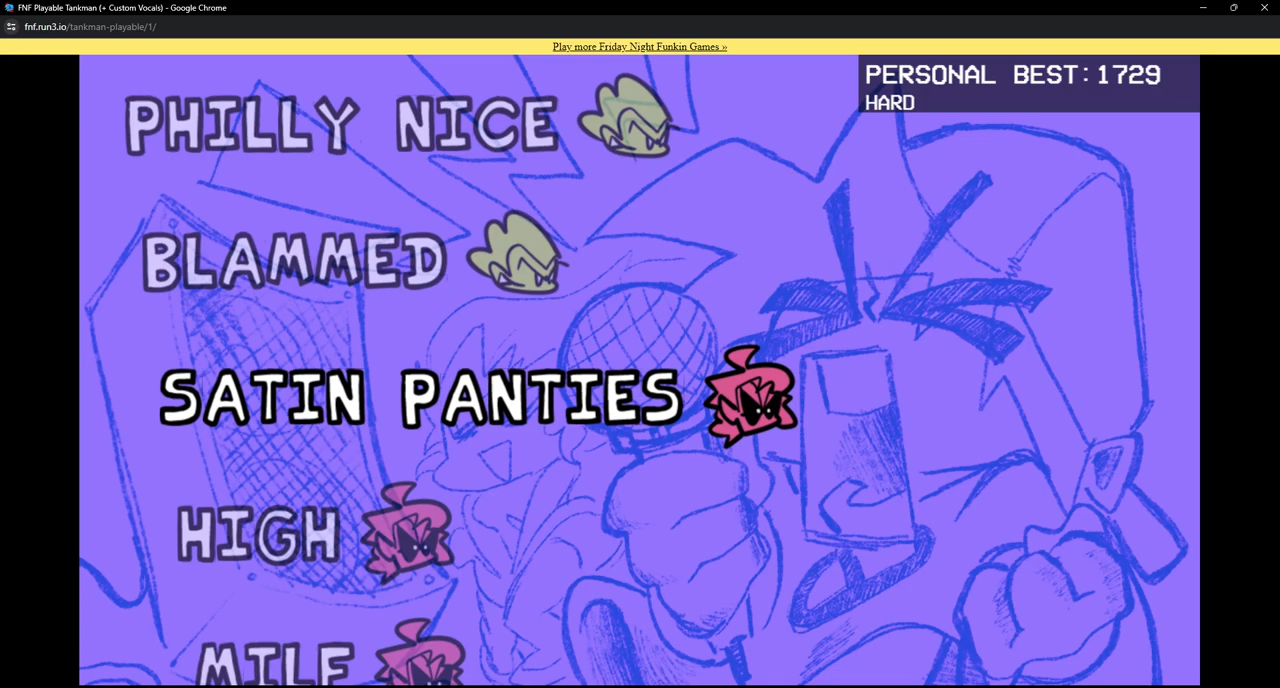 FNF Playable Tankman (+ Custom Vocals) - Google Chrome
fnf.run3.io/tankman-playable/1/
Play more Friday Night Funkin Games »
PERSONAL BEST:1729
HARD
PHILLY NICE
BLAMMED
SATIN PANTIES
HIGH
MILF